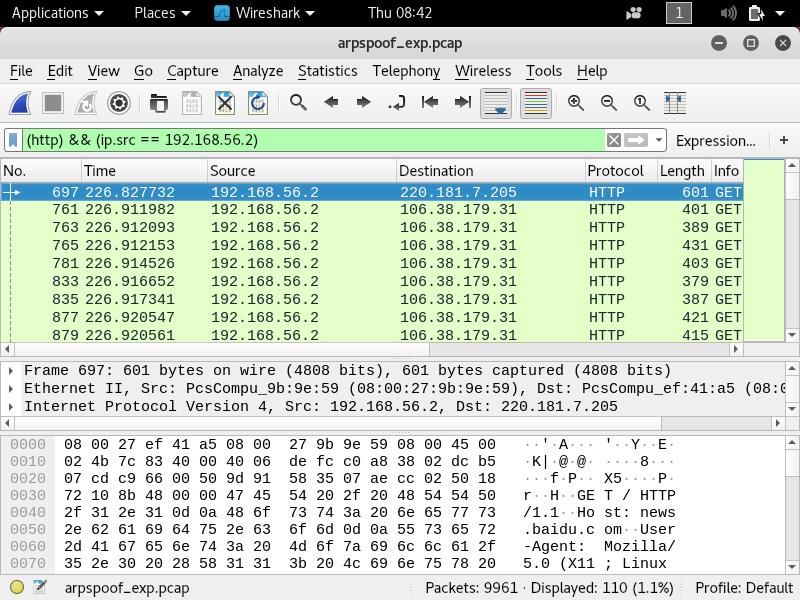 Applications Places Wireshark Thu 08:42 1
arpspoof_exp.pcap
File Edit View Go Capture Analyze Statistics Telephony Wireless Tools Help
(http) && (ip.src == 192.168.56.2) Expression... +
No. Time Source Destination Protocol Length Info
697 226.827732 192.168.56.2 220.181.7.205 HTTP 601 GET
761 226.911982 192.168.56.2 106.38.179.31 HTTP 401 GET
763 226.912093 192.168.56.2 106.38.179.31 HTTP 389 GET
765 226.912153 192.168.56.2 106.38.179.31 HTTP 431 GET
781 226.914526 192.168.56.2 106.38.179.31 HTTP 403 GET
833 226.916652 192.168.56.2 106.38.179.31 HTTP 379 GET
835 226.917341 192.168.56.2 106.38.179.31 HTTP 387 GET
877 226.920547 192.168.56.2 106.38.179.31 HTTP 421 GET
879 226.920561 192.168.56.2 106.38.179.31 HTTP 415 GET
Frame 697: 601 bytes on wire (4808 bits), 601 bytes captured (4808 bits)
Ethernet II, Src: PcsCompu_9b:9e:59 (08:00:27:9b:9e:59), Dst: PcsCompu_ef:41:a5 (08:0
Internet Protocol Version 4, Src: 192.168.56.2, Dst: 220.181.7.205
0000 08 00 27 ef 41 a5 08 00 27 9b 9e 59 08 00 45 00 ··'·A··· '··Y··E·
0010 02 4b 7c 83 40 00 40 06 de fc c0 a8 38 02 dc b5 ·K|·@·@· ····8···
0020 07 cd c9 66 00 50 9d 91 58 35 07 ae cc 02 50 18 ···f·P·· X5····P·
0030 72 10 8b 48 00 00 47 45 54 20 2f 20 48 54 54 50 r··H··GE T / HTTP
0040 2f 31 2e 31 0d 0a 48 6f 73 74 3a 20 6e 65 77 73 /1.1··Ho st: news
0050 2e 62 61 69 64 75 2e 63 6f 6d 0d 0a 55 73 65 72 .baidu.c om··User
0060 2d 41 67 65 6e 74 3a 20 4d 6f 7a 69 6c 6c 61 2f -Agent: Mozilla/
0070 35 2e 30 20 28 58 31 31 3b 20 4c 69 6e 75 78 20 5.0 (X11 ; Linux
arpspoof_exp.pcap Packets: 9961 · Displayed: 110 (1.1%) Profile: Default